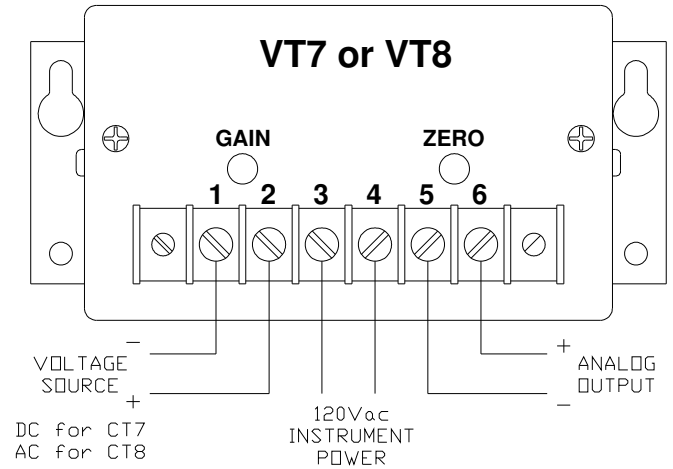 VT7 or VT8
GAIN ZERO
1 2 3 4 5 6
− +
VOLTAGE SOURCE
+ −
ANALOG OUTPUT
DC for CT7
AC for CT8
120Vac
INSTRUMENT
POWER